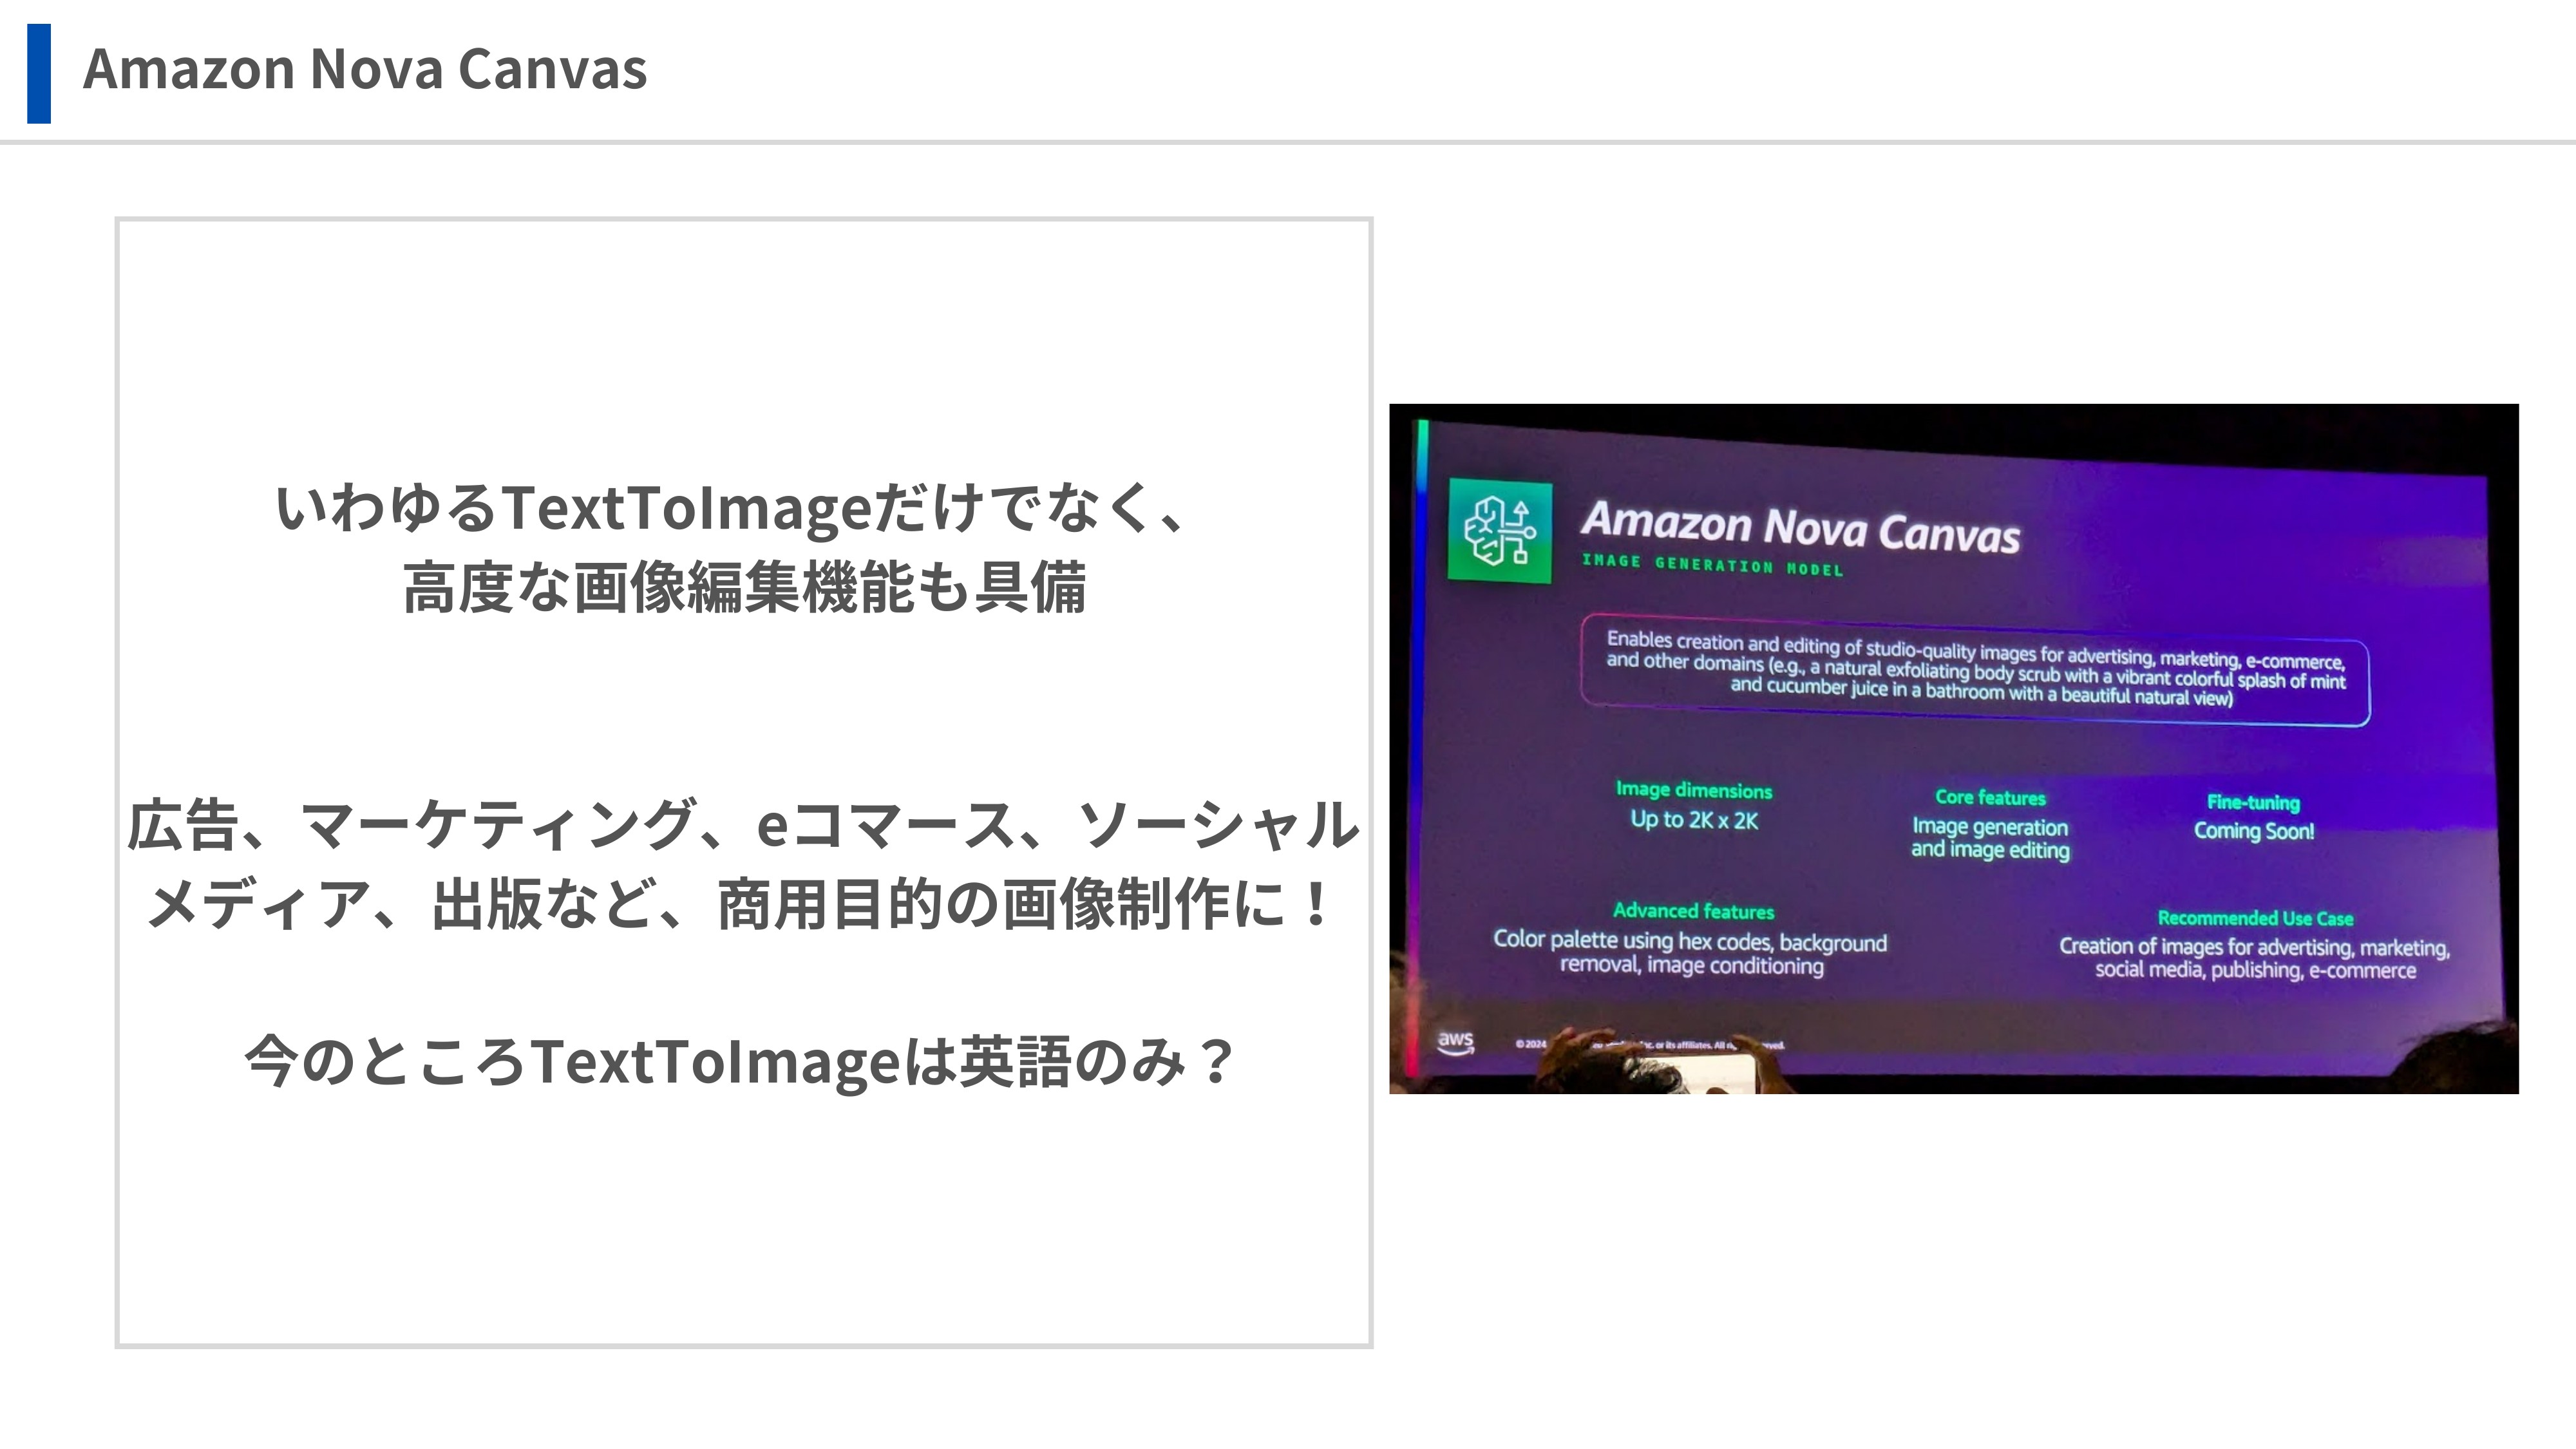 Amazon Nova Canvas
いわゆるTextToImageだけでなく、
高度な画像編集機能も具備
広告、マーケティング、eコマース、ソーシャル
メディア、出版など、商用目的の画像制作に！
今のところTextToImageは英語のみ？
Amazon Nova Canvas
IMAGE GENERATION MODEL
Enables creation and editing of studio-quality images for advertising, marketing, e-commerce,
and other domains (e.g., a natural exfoliating body scrub with a vibrant colorful splash of mint
and cucumber juice in a bathroom with a beautiful natural view)
Image dimensions
Up to 2K x 2K
Core features
Image generation
and image editing
Fine-tuning
Coming Soon!
Advanced features
Color palette using hex codes, background
removal, image conditioning
Recommended Use Case
Creation of images for advertising, marketing,
social media, publishing, e-commerce
aws
© 2024 or its affiliates. All